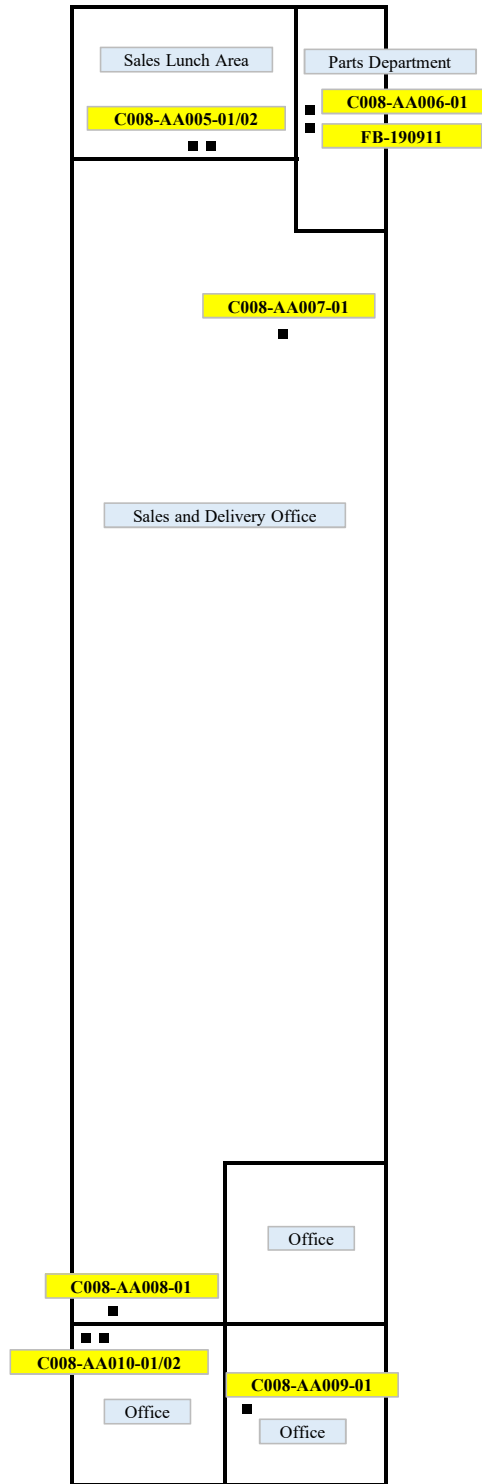 Sales Lunch Area
Parts Department
C008-AA005-01/02
C008-AA006-01
FB-190911
C008-AA007-01
Sales and Delivery Office
Office
C008-AA008-01
C008-AA010-01/02
C008-AA009-01
Office
Office